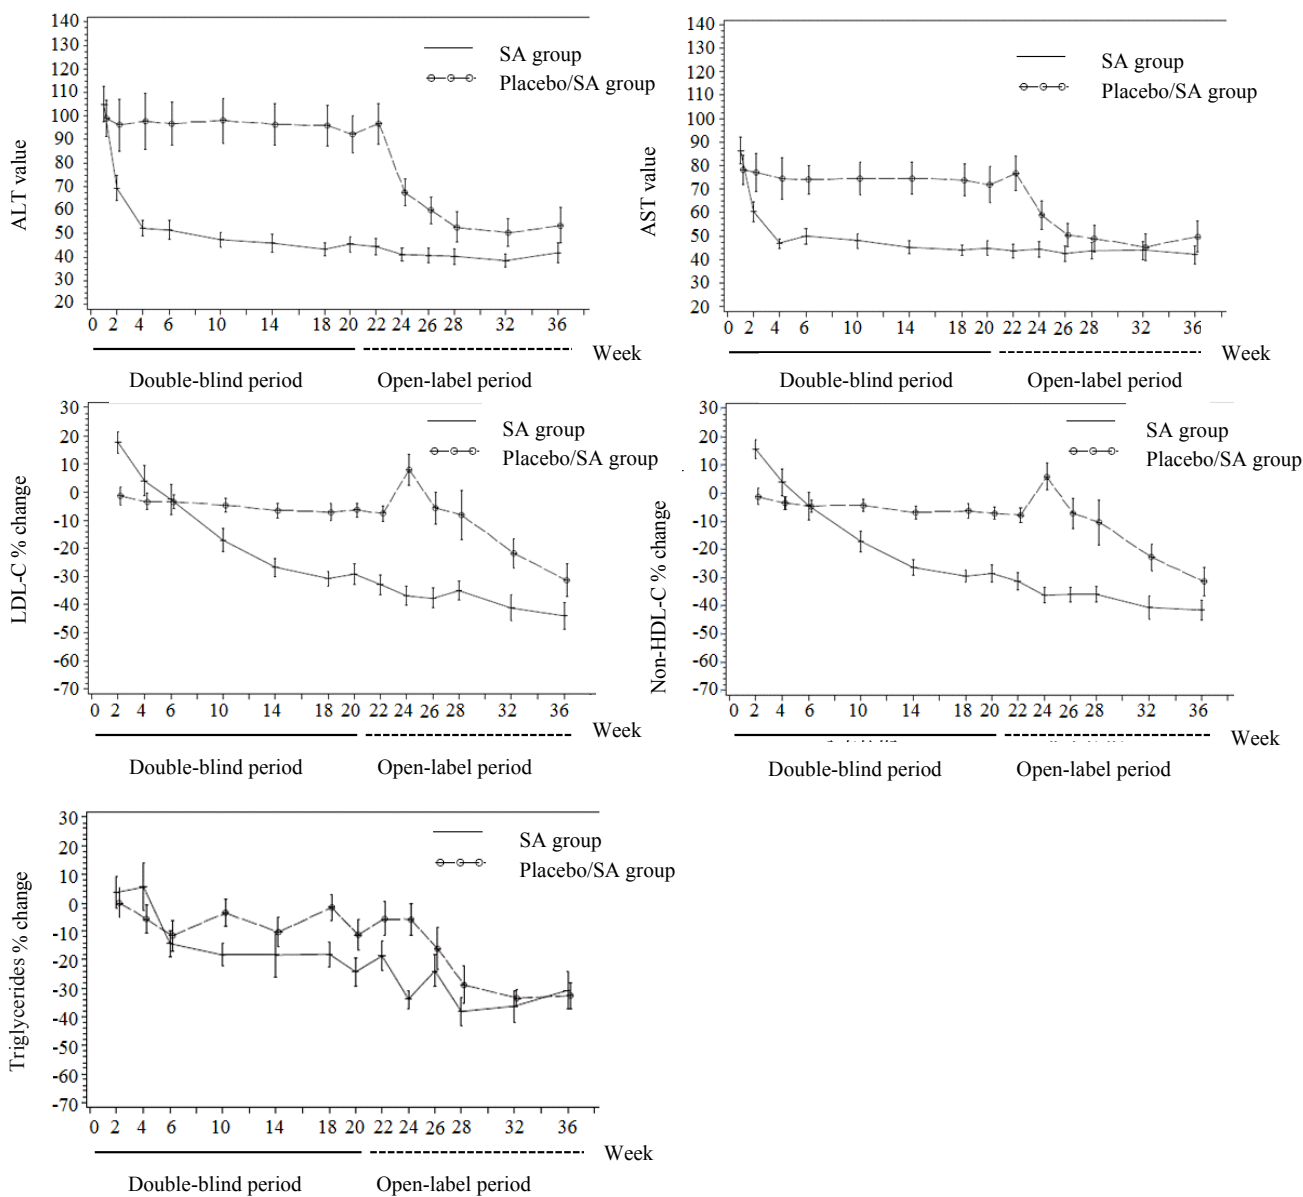 140
130
120
110
100
90
80
70
60
50
40
30
20
ALT value
SA group
Placebo/SA group
0 2 4 6 10 14 18 20 22 24 26 28 32 36
Week
Double-blind period
Open-label period
140
130
120
110
100
90
80
70
60
50
40
30
20
AST value
SA group
Placebo/SA group
0 2 4 6 10 14 18 20 22 24 26 28 32 36
Week
Double-blind period
Open-label period
30
20
10
0
-10
-20
-30
-40
-50
-60
-70
LDL-C % change
SA group
Placebo/SA group
0 2 4 6 10 14 18 20 22 24 26 28 32 36
Week
Double-blind period
Open-label period
30
20
10
0
-10
-20
-30
-40
-50
-60
-70
Non-HDL-C % change
SA group
Placebo/SA group
0 2 4 6 10 14 18 20 22 24 26 28 32 36
Week
Double-blind period
Open-label period
30
20
10
0
-10
-20
-30
-40
-50
-60
-70
Triglycerides % change
SA group
Placebo/SA group
0 2 4 6 10 14 18 20 22 24 26 28 32 36
Week
Double-blind period
Open-label period